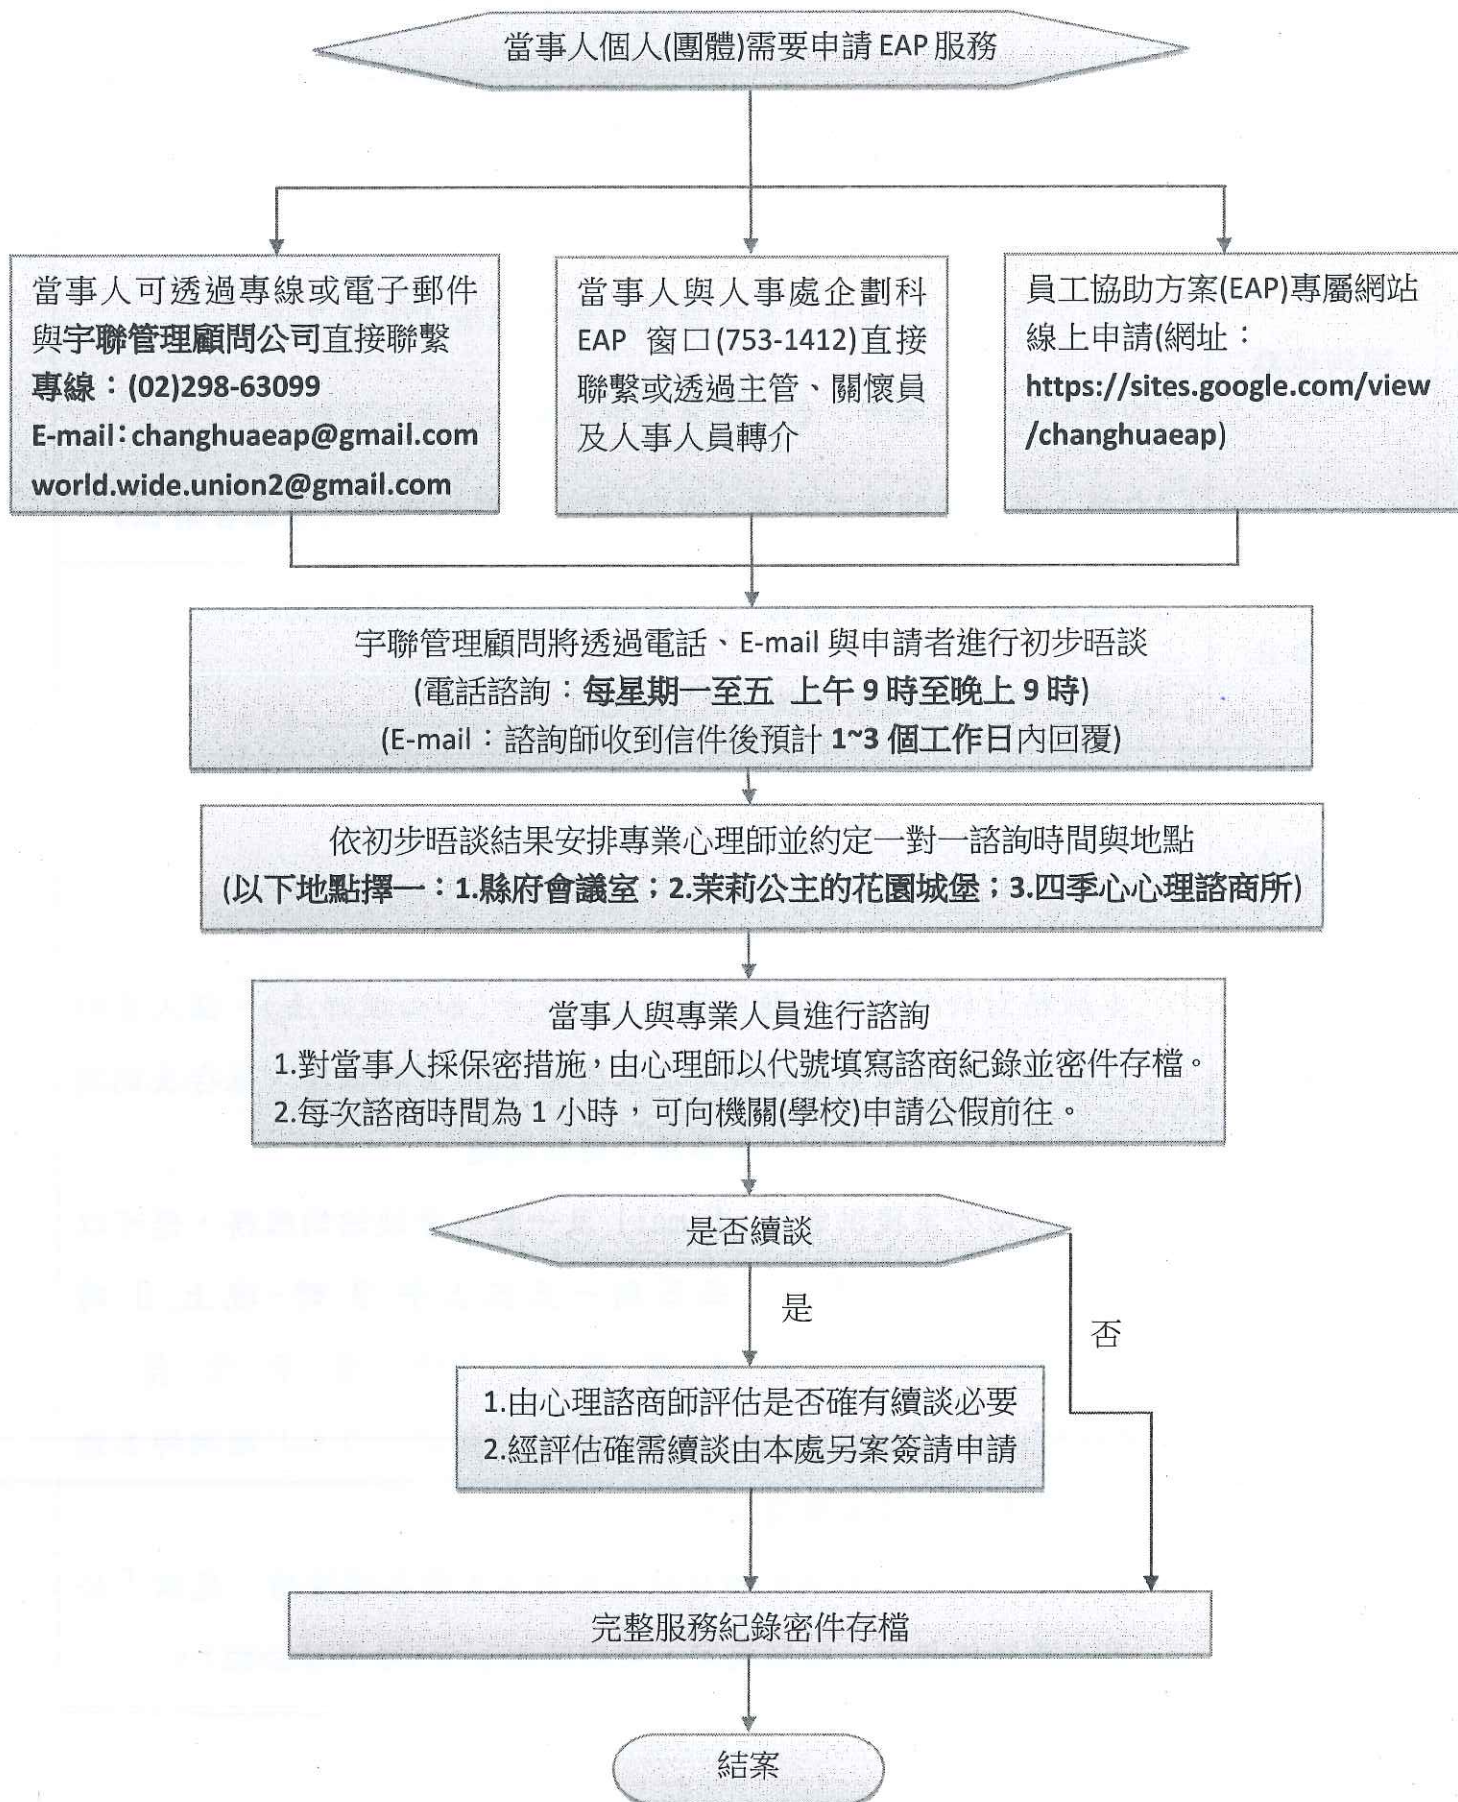 當事人個人(團體)需要申請 EAP 服務
當事人可透過專線或電子郵件
與宇聯管理顧問公司直接聯繫
專線：(02)298-63099
E-mail：changhuaeap@gmail.com
world.wide.union2@gmail.com
當事人與人事處企劃科
EAP 窗口(753-1412)直接
聯繫或透過主管、關懷員
及人事人員轉介
員工協助方案(EAP)專屬網站
線上申請(網址：
https://sites.google.com/view
/changhuaeap)
宇聯管理顧問將透過電話、E-mail 與申請者進行初步晤談
(電話諮詢：每星期一至五 上午 9 時至晚上 9 時)
(E-mail：諮詢師收到信件後預計 1~3 個工作日內回覆)
依初步晤談結果安排專業心理師並約定一對一諮詢時間與地點
(以下地點擇一：1.縣府會議室；2.茉莉公主的花園城堡；3.四季心心理諮商所)
當事人與專業人員進行諮詢
1.對當事人採保密措施，由心理師以代號填寫諮商紀錄並密件存檔。
2.每次諮商時間為 1 小時，可向機關(學校)申請公假前往。
是否續談
是
否
1.由心理諮商師評估是否確有續談必要
2.經評估確需續談由本處另案簽請申請
完整服務紀錄密件存檔
結案